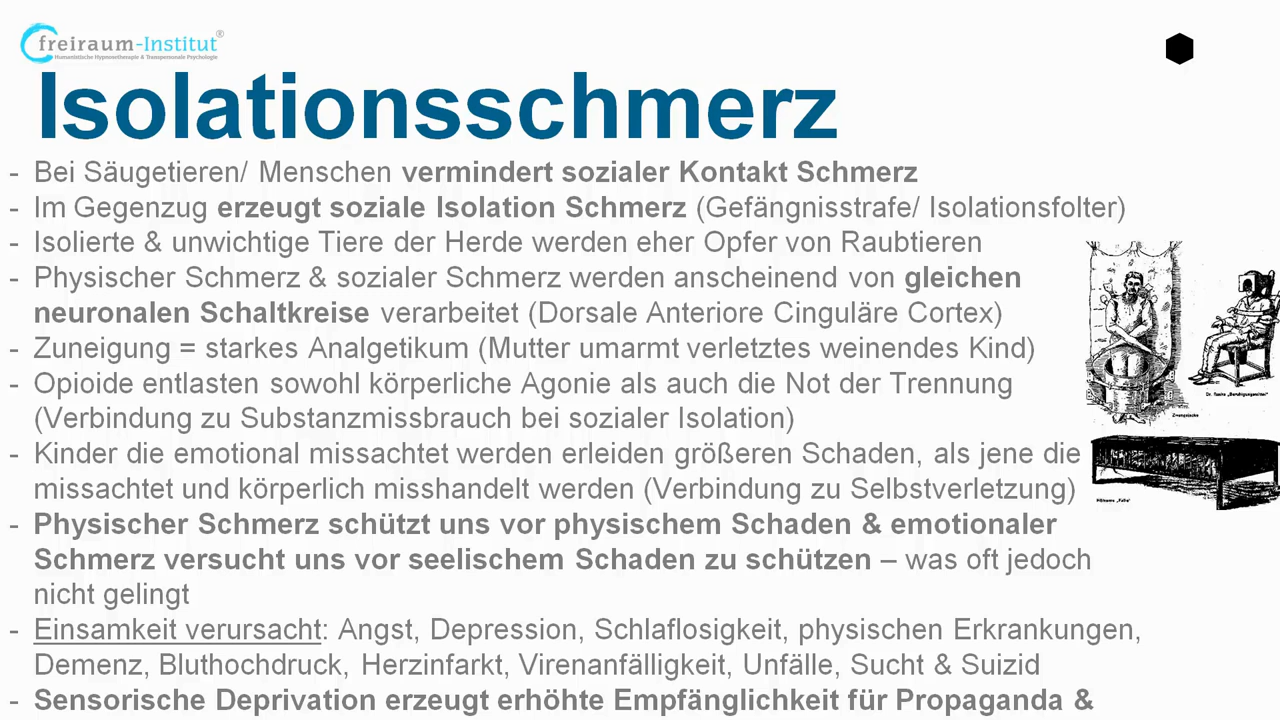 freiraum-Institut®
Humanistische Hypnosetherapie & Transpersonale Psychologie
Isolationsschmerz
- Bei Säugetieren/ Menschen vermindert sozialer Kontakt Schmerz
- Im Gegenzug erzeugt soziale Isolation Schmerz (Gefängnisstrafe/ Isolationsfolter)
- Isolierte & unwichtige Tiere der Herde werden eher Opfer von Raubtieren
- Physischer Schmerz & sozialer Schmerz werden anscheinend von gleichen
neuronalen Schaltkreise verarbeitet (Dorsale Anteriore Cinguläre Cortex)
- Zuneigung = starkes Analgetikum (Mutter umarmt verletztes weinendes Kind)
- Opioide entlasten sowohl körperliche Agonie als auch die Not der Trennung
(Verbindung zu Substanzmissbrauch bei sozialer Isolation)
- Kinder die emotional missachtet werden erleiden größeren Schaden, als jene die
missachtet und körperlich misshandelt werden (Verbindung zu Selbstverletzung)
- Physischer Schmerz schützt uns vor physischem Schaden & emotionaler
Schmerz versucht uns vor seelischem Schaden zu schützen – was oft jedoch
nicht gelingt
- Einsamkeit verursacht: Angst, Depression, Schlaflosigkeit, physischen Erkrankungen,
Demenz, Bluthochdruck, Herzinfarkt, Virenanfälligkeit, Unfälle, Sucht & Suizid
- Sensorische Deprivation erzeugt erhöhte Empfänglichkeit für Propaganda &
Zwangsjacke